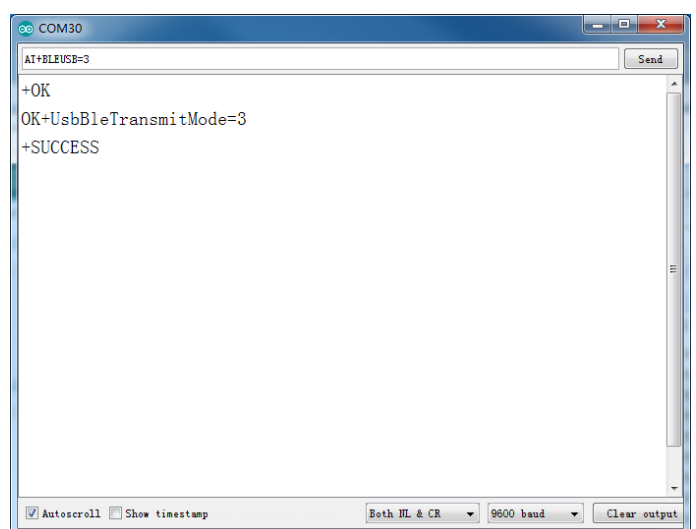 COM30
AT+BLEUSB=3
Send
+OK
OK+UsbBleTransmitMode=3
+SUCCESS
Autoscroll Show timestamp Both NL & CR 9600 baud Clear output